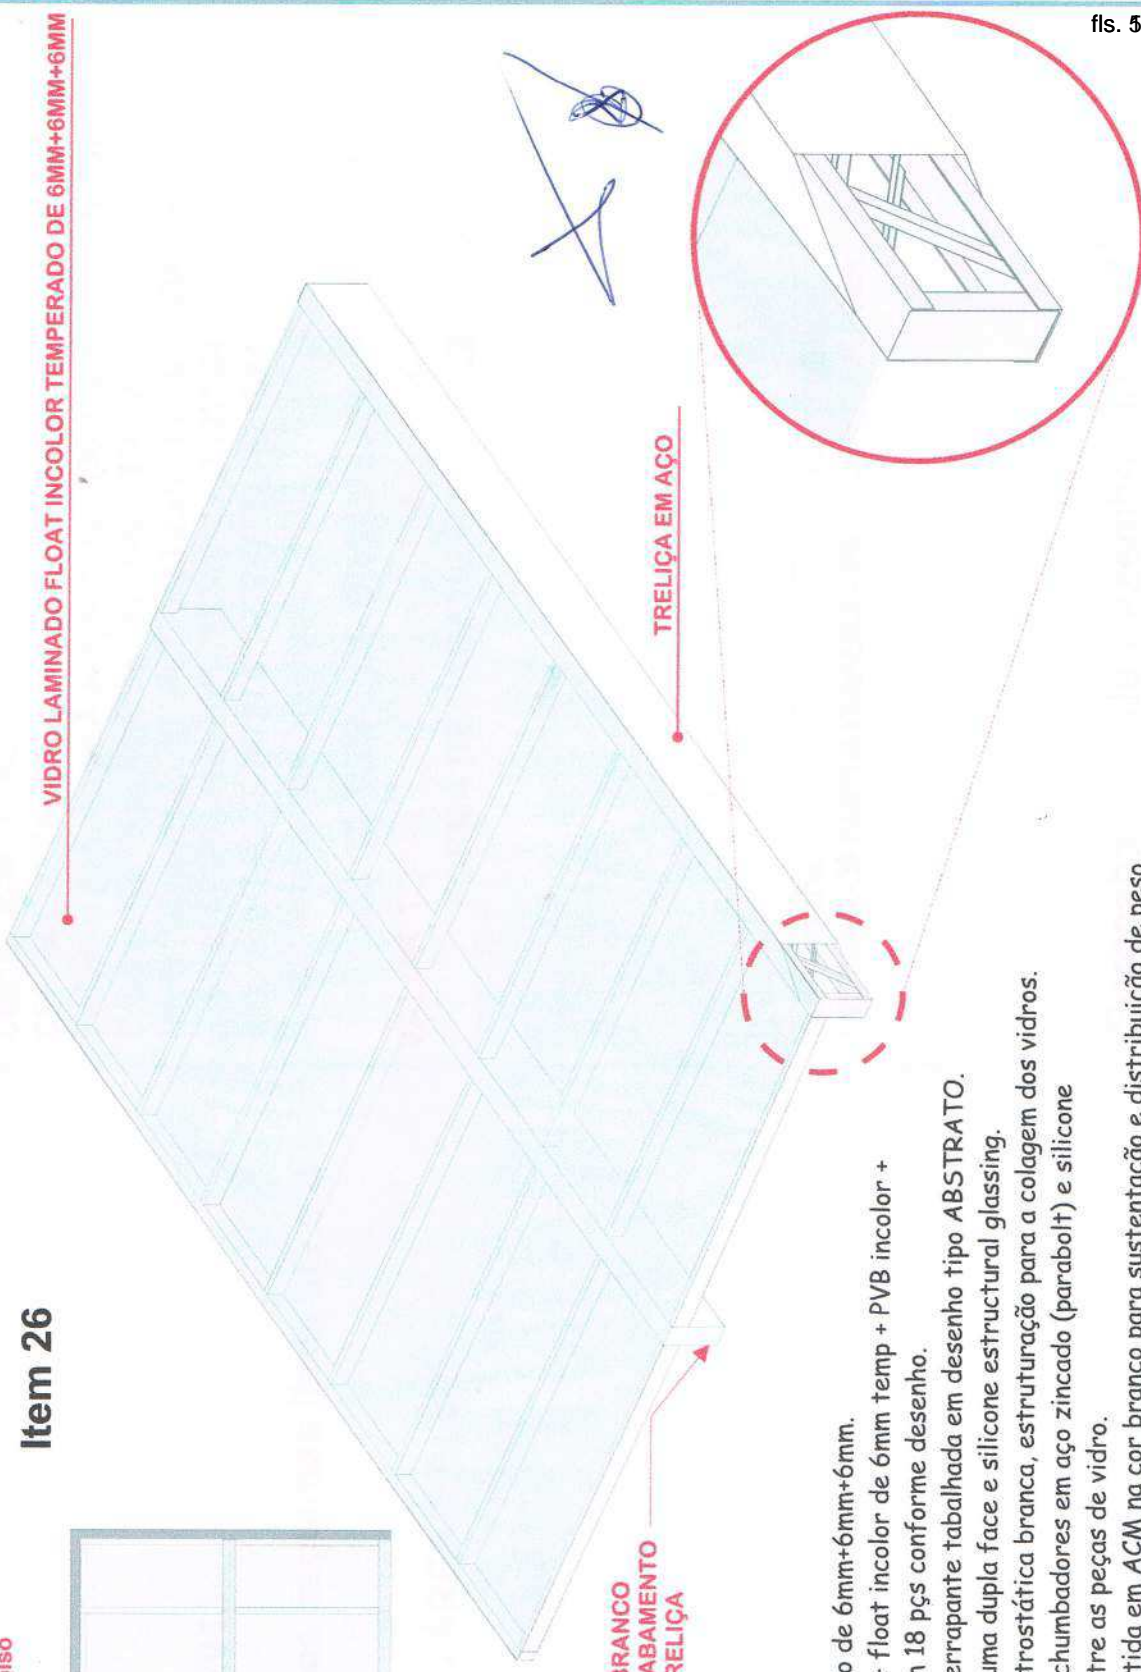 fls. 5
Item 26
VIDRO LAMINADO FLOAT INCOLOR TEMPERADO DE 6MM+6MM+6MM
TRELIÇA EM AÇO
BRANCO
ABAMENTO
RELIÇA
o de 6mm+6mm+6mm.
float incolor de 6mm temp + PVB incolor +
18 pçs conforme desenho.
errapante tabalhada em desenho tipo ABSTRATO.
uma dupla face e silicone estructural glassing.
trostática branca, estruturação para a colagem dos vidros.
chumbadores em aço zincado (parabolt) e silicone
tre as peças de vidro.
tida em ACM na cor branco para sustentação e distribuição de peso